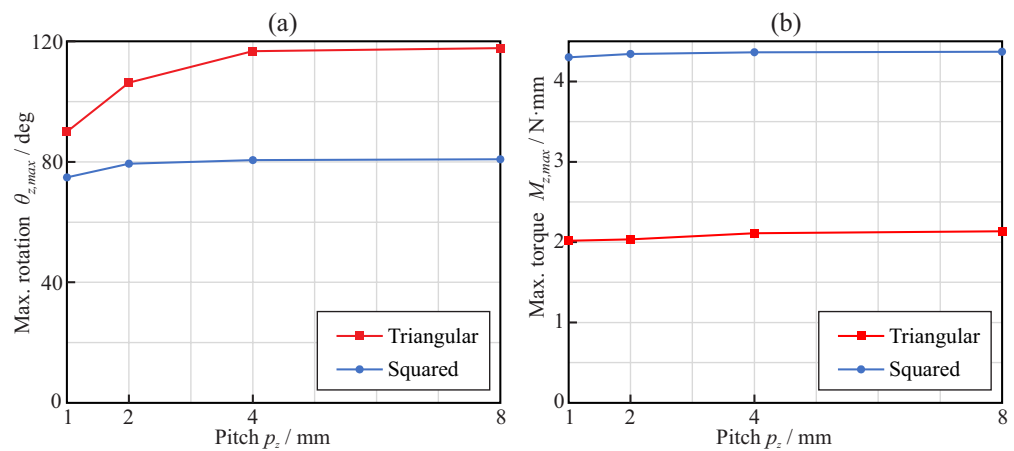 (a)
120
80
40
0
1 2 4 8
Max. rotation θz,max / deg
Pitch pz / mm
Triangular
Squared
(b)
4
3
2
1
0
1 2 4 8
Max. torque Mz,max / N·mm
Pitch pz / mm
Triangular
Squared